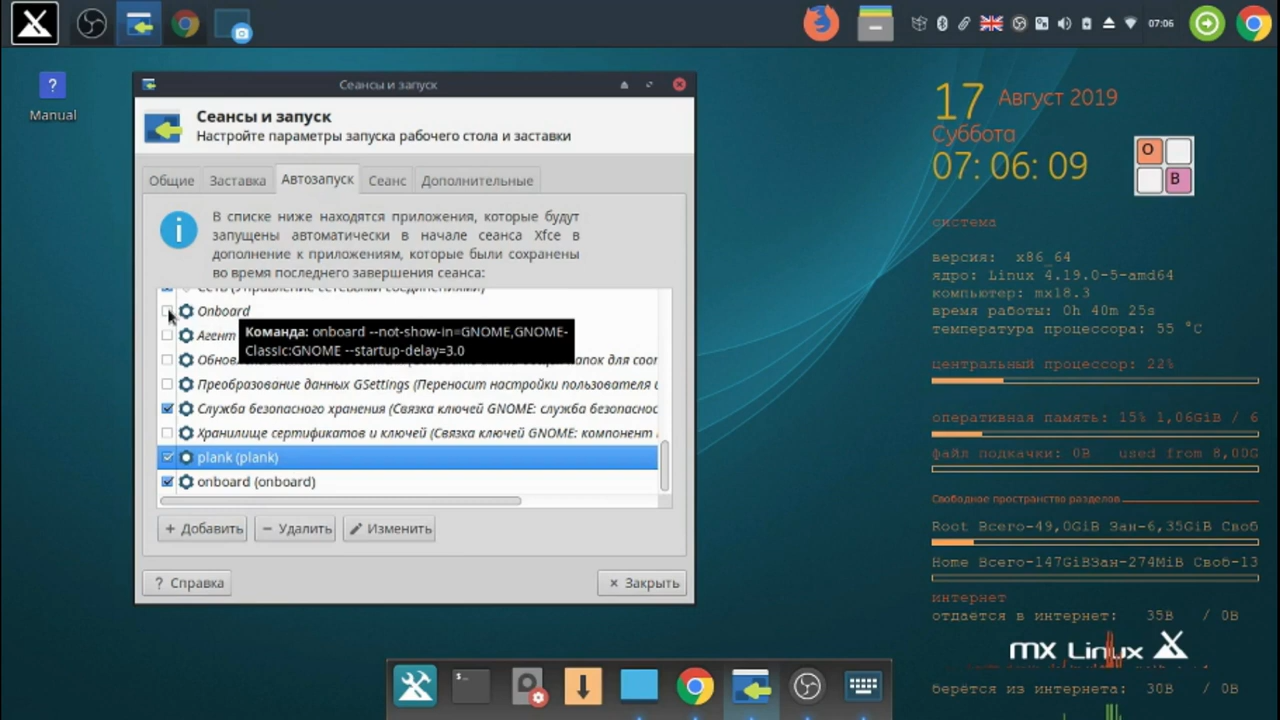 07:06
Manual
Сеансы и запуск
Сеансы и запуск
Настройте параметры запуска рабочего стола и заставки
Общие
Заставка
Автозапуск
Сеанс
Дополнительные
В списке ниже находятся приложения, которые будут
запущены автоматически в начале сеанса Xfce в
дополнение к приложениям, которые были сохранены
во время последнего завершения сеанса:
Сеть (Управление сетевыми соединениями)
Onboard
Команда: onboard --not-show-in=GNOME,GNOME-
Classic:GNOME --startup-delay=3.0
Агент
Преобразование данных GSettings (Переносит настройки пользователя
Служба безопасного хранения (Связка ключей GNOME: служба безопаснос
Хранилище сертификатов и ключей (Связка ключей GNOME: компонент
plank (plank)
onboard (onboard)
+ Добавить
− Удалить
Изменить
? Справка
× Закрыть
17 Август 2019
Суббота
07: 06: 09
O
B
система
версия: x86_64
ядро: Linux 4.19.0-5-amd64
компьютер: mx18.3
время работы: 0h 40m 25s
температура процессора: 55 °C
центральный процессор: 22%
оперативная память: 15% 1,06GiB / 6
файл подкачки: 0B used from 8,00G
Свободное пространство разделов
Root Всего-49,0GiB Зан-6,35GiB Своб
Home Всего-147GiBЗан-274MiB Своб-13
интернет
отдаётся в интернет: 35B / 0B
MX Linux
берётся из интернета: 30B / 0B